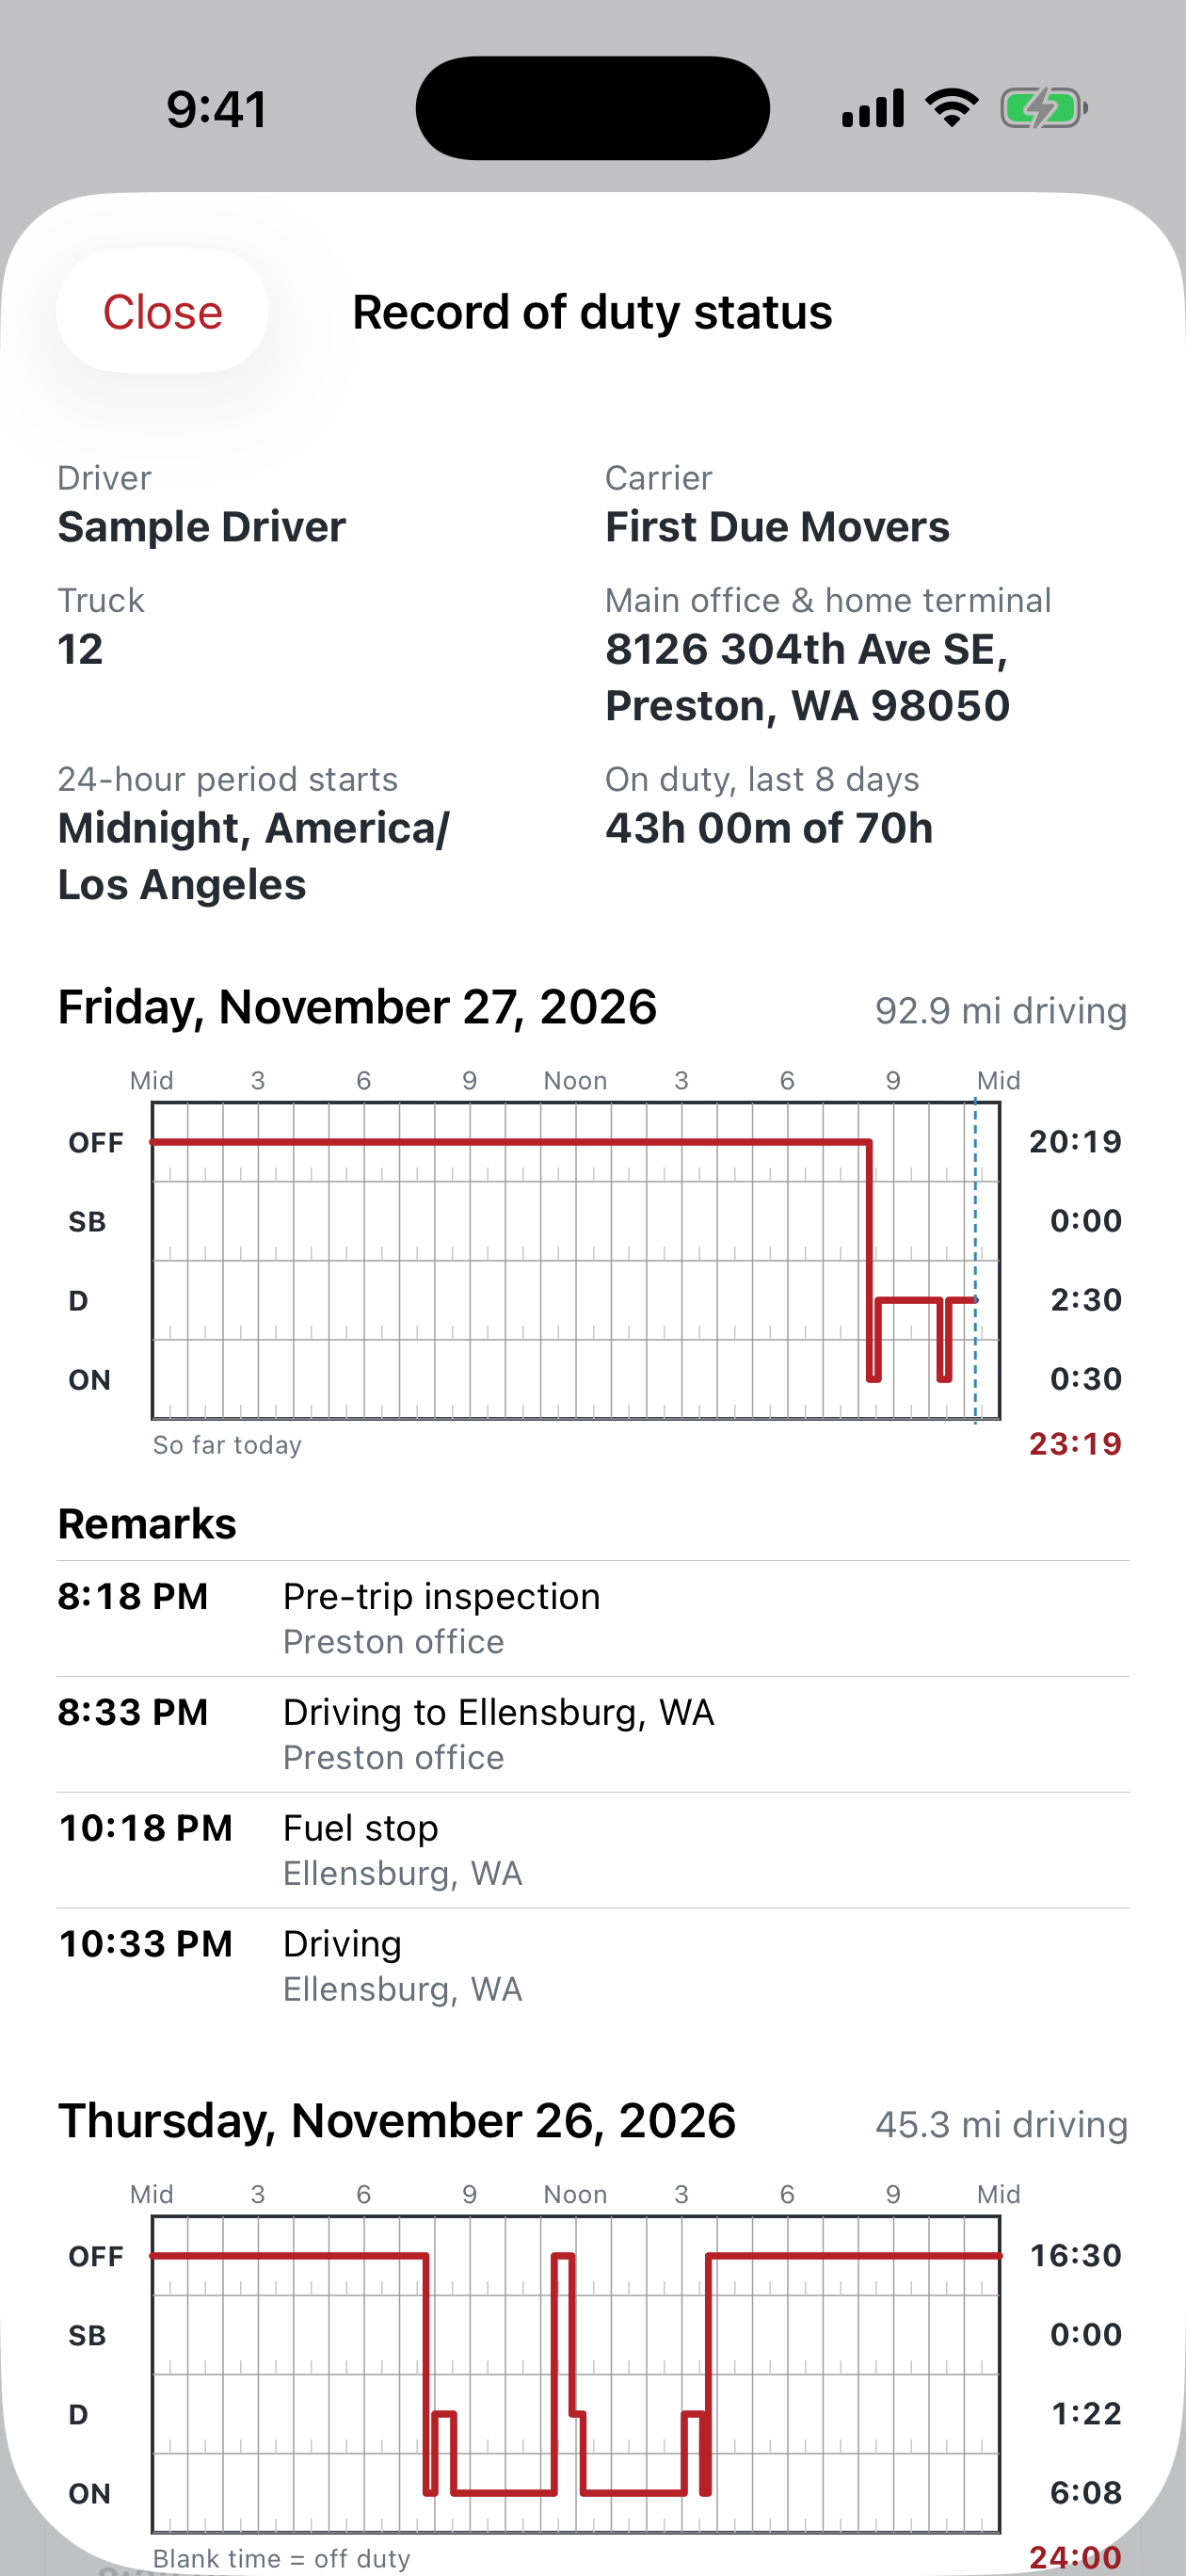 9:41
Close
Record of duty status
Driver
Sample Driver
Carrier
First Due Movers
Truck
12
Main office & home terminal
8126 304th Ave SE,
Preston, WA 98050
24-hour period starts
Midnight, America/
Los Angeles
On duty, last 8 days
43h 00m of 70h
Friday, November 27, 2026
92.9 mi driving
Mid 3 6 9 Noon 3 6 9 Mid
OFF 20:19
SB 0:00
D 2:30
ON 0:30
So far today 23:19
Remarks
8:18 PM Pre-trip inspection
Preston office
8:33 PM Driving to Ellensburg, WA
Preston office
10:18 PM Fuel stop
Ellensburg, WA
10:33 PM Driving
Ellensburg, WA
Thursday, November 26, 2026
45.3 mi driving
Mid 3 6 9 Noon 3 6 9 Mid
OFF 16:30
SB 0:00
D 1:22
ON 6:08
Blank time = off duty 24:00